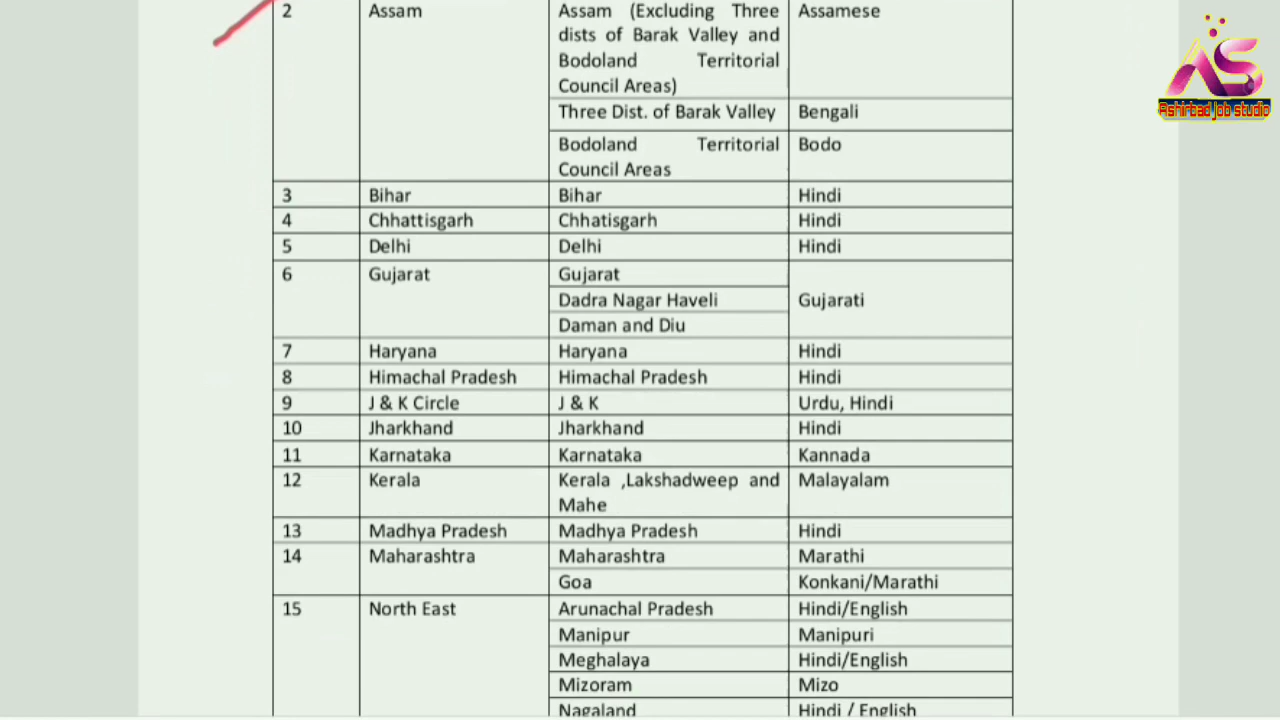 2 Assam Assam (Excluding Three Assamese
dists of Barak Valley and
Bodoland Territorial
Council Areas)
Three Dist. of Barak Valley Bengali
Bodoland Territorial Bodo
Council Areas
3 Bihar Bihar Hindi
4 Chhattisgarh Chhatisgarh Hindi
5 Delhi Delhi Hindi
6 Gujarat Gujarat
Dadra Nagar Haveli Gujarati
Daman and Diu
7 Haryana Haryana Hindi
8 Himachal Pradesh Himachal Pradesh Hindi
9 J & K Circle J & K Urdu, Hindi
10 Jharkhand Jharkhand Hindi
11 Karnataka Karnataka Kannada
12 Kerala Kerala ,Lakshadweep and Malayalam
Mahe
13 Madhya Pradesh Madhya Pradesh Hindi
14 Maharashtra Maharashtra Marathi
Goa Konkani/Marathi
15 North East Arunachal Pradesh Hindi/English
Manipur Manipuri
Meghalaya Hindi/English
Mizoram Mizo
Nagaland Hindi / English
AS
Ashirbad job studio